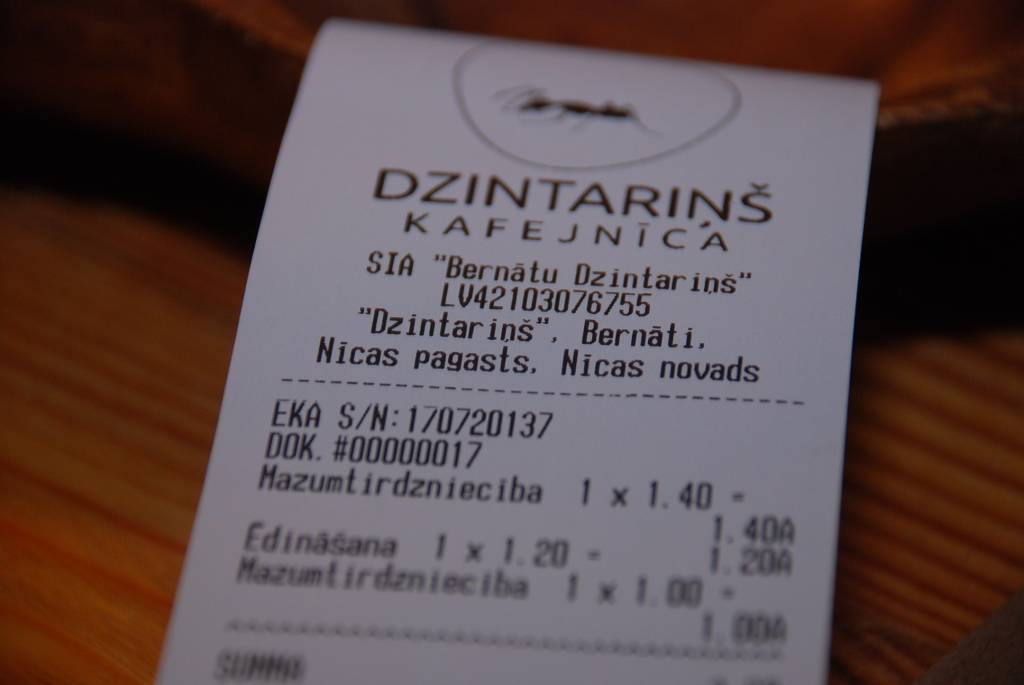 DZINTARIŅŠ
KAFEJNĪCA
SIA "Bernātu Dzintariņš"
LV42103076755
"Dzintariņš", Bernāti,
Nīcas pagasts, Nīcas novads
EKA S/N:170720137
DOK. #00000017
Mazumtirdzniecība 1 x 1.40 =
1.40A
Ēdināšana 1 x 1.20 =
1.20A
Mazumtirdzniecība 1 x 1.00 =
1.00A
SUMMA